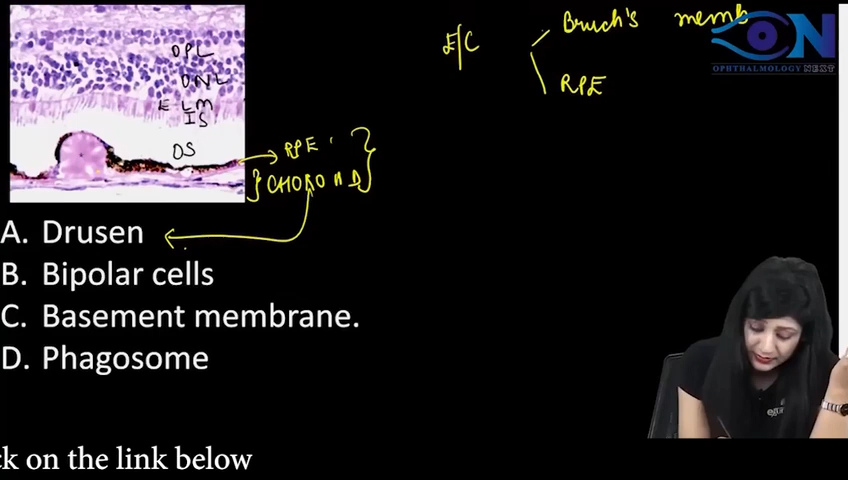 Bruch's memb
E/C
RPE
ON
OPHTHALMOLOGY NEXT
OPL
ONL
ELM
IS
OS
RPE
CHOROID
A. Drusen
B. Bipolar cells
C. Basement membrane.
D. Phagosome
ck on the link below